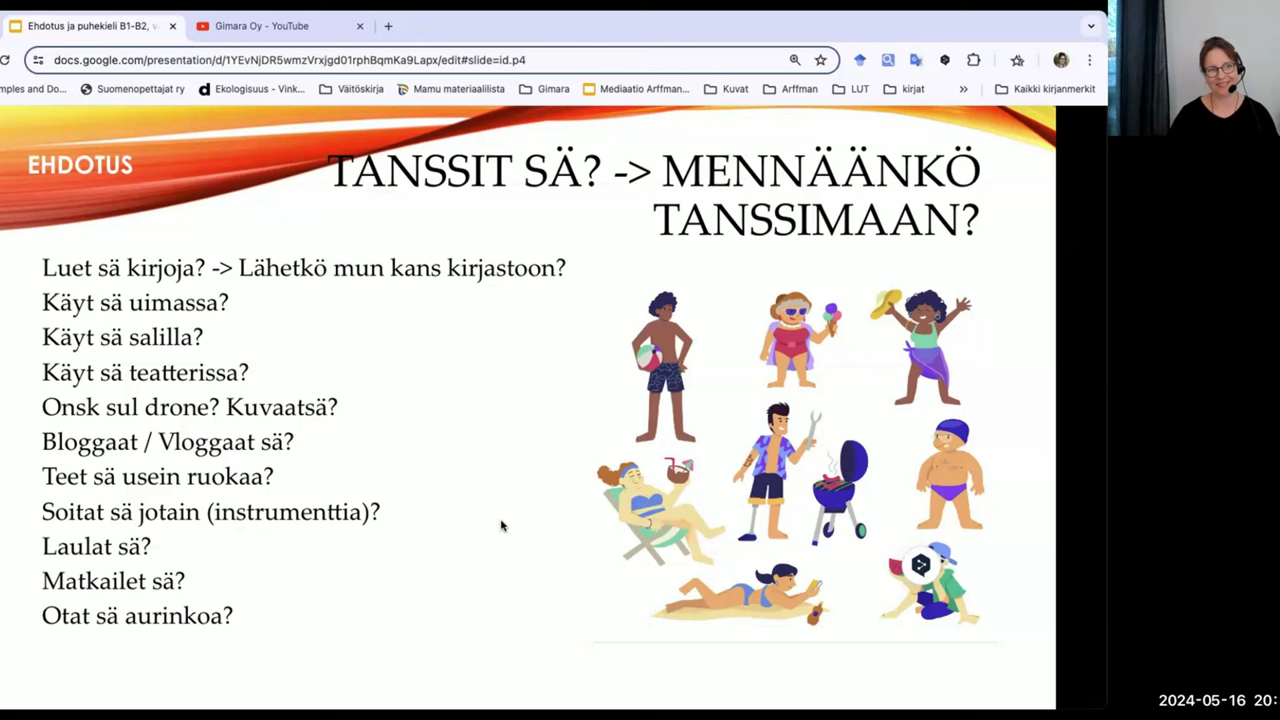 Ehdotus ja puhekieli B1-B2, v
Gimara Oy - YouTube
docs.google.com/presentation/d/1YEvNjDR5wmzVrxjgd01rphBqmKa9Lapx/edit#slide=id.p4
mples and Do...
Suomenopettajat ry
Ekologisuus - Vink...
Väitöskirja
Mamu materiaalilista
Gimara
Mediaatio Arffman...
Kuvat
Arffman
LUT
kirjat
»
Kaikki kirjanmerkit
EHDOTUS
TANSSIT SÄ? -> MENNÄÄNKÖ
TANSSIMAAN?
Luet sä kirjoja? -> Lähetkö mun kans kirjastoon?
Käyt sä uimassa?
Käyt sä salilla?
Käyt sä teatterissa?
Onsk sul drone? Kuvaatsä?
Bloggaat / Vloggaat sä?
Teet sä usein ruokaa?
Soitat sä jotain (instrumenttia)?
Laulat sä?
Matkailet sä?
Otat sä aurinkoa?
2024-05-16 20: